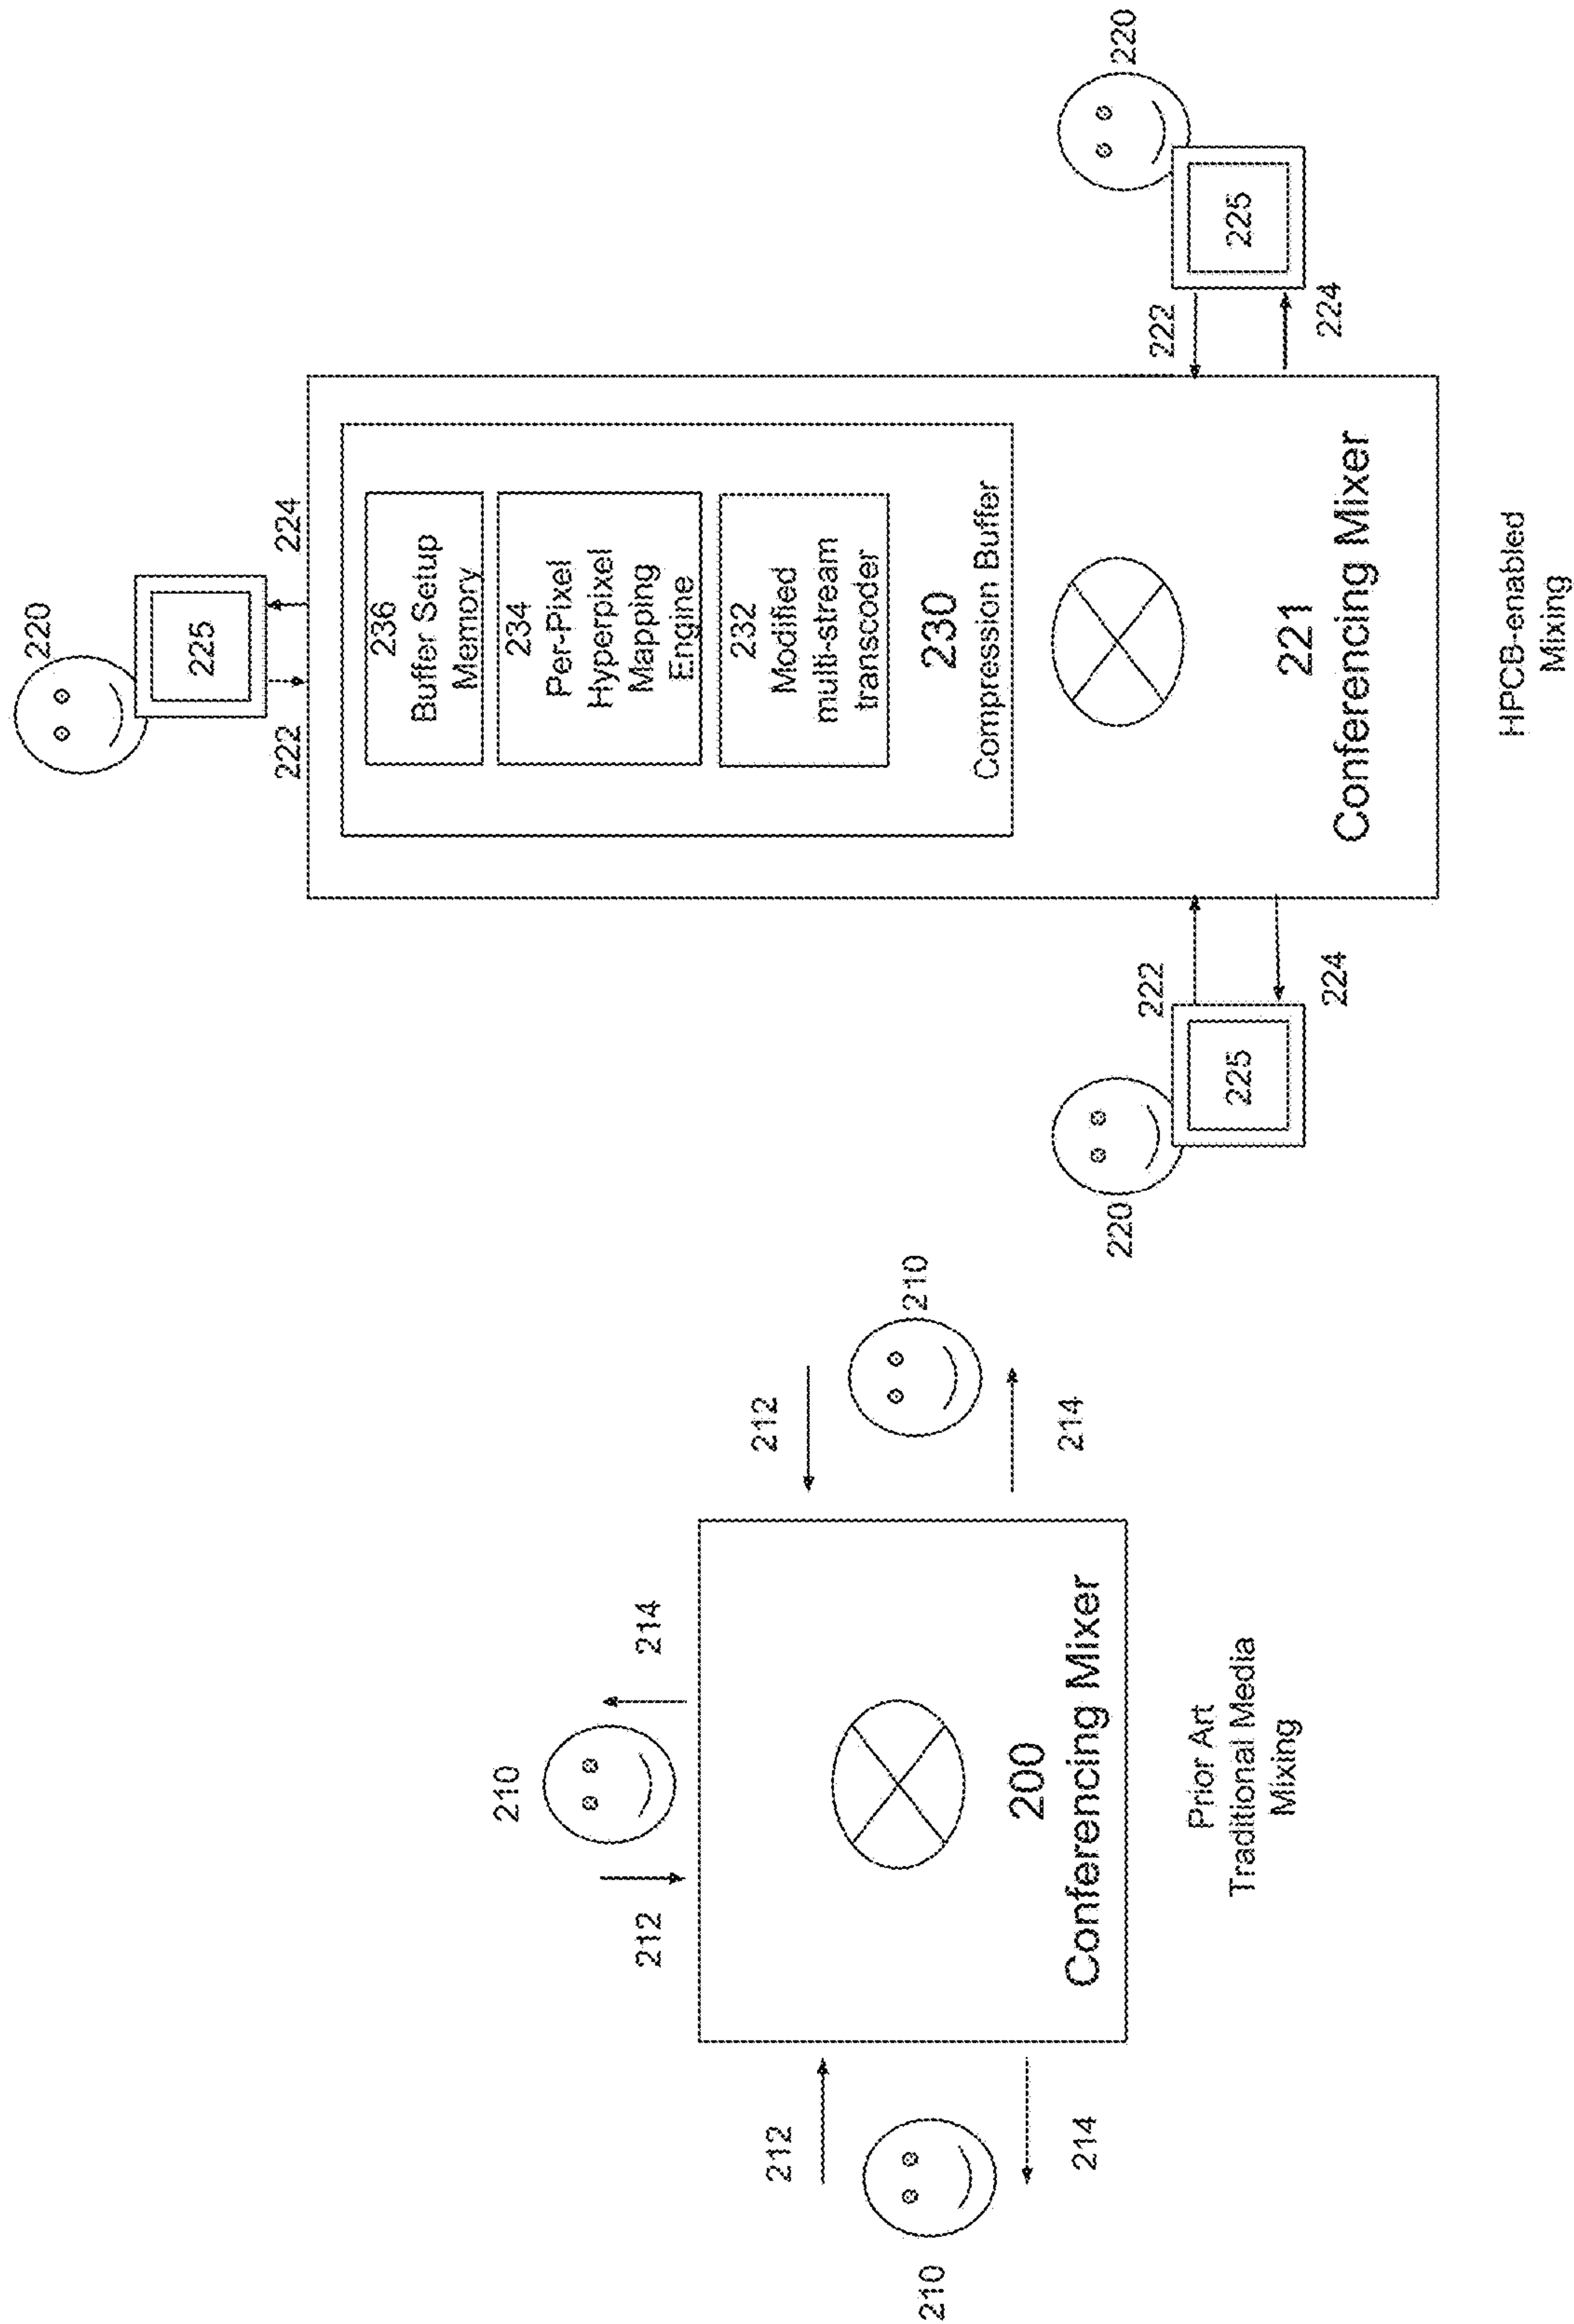 210
212
214
212
212
210
210
200
Conferencing Mixer
214
214
Prior Art
Traditional Media
Mixing
220
225
222
224
236
Buffer Setup
Memory
234
Per-Pixel
Hyperpixel
Mapping
Engine
232
Modified
multi-stream
transcoder
230
Compression Buffer
220
222
225
224
222
220
225
224
221
Conferencing Mixer
HPCB-enabled
Mixing